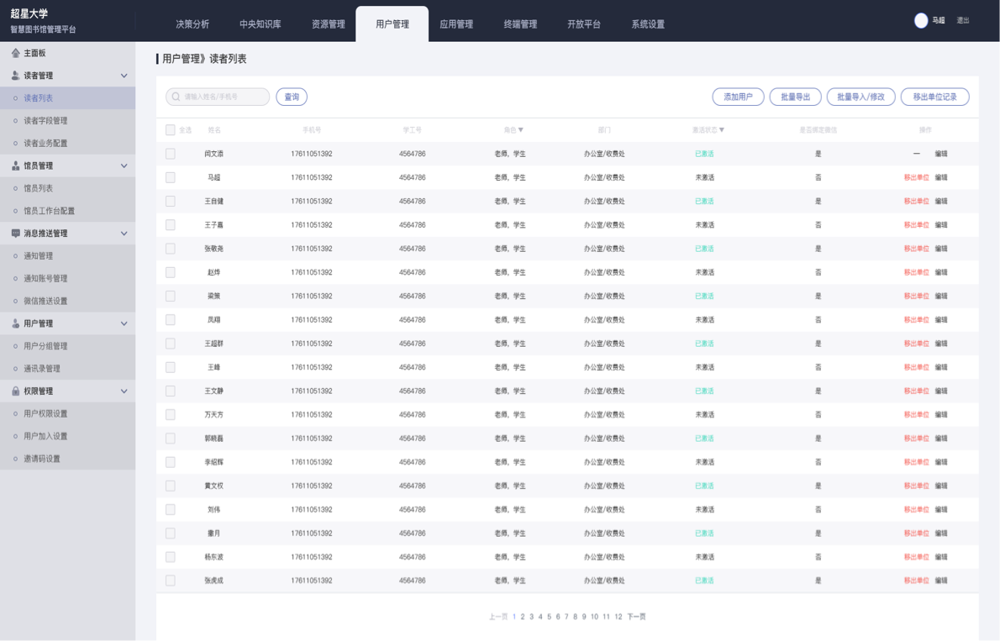 超星大学
智慧图书馆管理平台
决策分析 中央知识库 资源管理 用户管理 应用管理 终端管理 开放平台 系统设置
马超 退出
主面板
读者管理
读者列表
读者字段管理
读者业务配置
馆员管理
馆员列表
馆员工作台配置
消息推送管理
通知管理
通知账号管理
微信推送设置
用户管理
用户分组管理
通讯录管理
权限管理
用户权限设置
用户加入设置
邀请码设置
用户管理》读者列表
请输入姓名/手机号 查询 添加用户 批量导出 批量导入/修改 移出单位记录
全选 姓名 手机号 学工号 角色▼ 部门 激活状态▼ 是否绑定微信 操作
闫文添 17611051392 4564786 老师，学生 办公室/收费处 已激活 是 — 编辑
马超 17611051392 4564786 老师，学生 办公室/收费处 未激活 否 移出单位 编辑
王自健 17611051392 4564786 老师，学生 办公室/收费处 已激活 是 移出单位 编辑
王子嘉 17611051392 4564786 老师，学生 办公室/收费处 未激活 否 移出单位 编辑
张敬尧 17611051392 4564786 老师，学生 办公室/收费处 已激活 是 移出单位 编辑
赵烨 17611051392 4564786 老师，学生 办公室/收费处 未激活 否 移出单位 编辑
梁策 17611051392 4564786 老师，学生 办公室/收费处 已激活 是 移出单位 编辑
凤翔 17611051392 4564786 老师，学生 办公室/收费处 未激活 否 移出单位 编辑
王超群 17611051392 4564786 老师，学生 办公室/收费处 已激活 是 移出单位 编辑
王峰 17611051392 4564786 老师，学生 办公室/收费处 未激活 否 移出单位 编辑
王文静 17611051392 4564786 老师，学生 办公室/收费处 已激活 是 移出单位 编辑
万天方 17611051392 4564786 老师，学生 办公室/收费处 未激活 否 移出单位 编辑
郭晓磊 17611051392 4564786 老师，学生 办公室/收费处 已激活 是 移出单位 编辑
李绍辉 17611051392 4564786 老师，学生 办公室/收费处 未激活 否 移出单位 编辑
黄文权 17611051392 4564786 老师，学生 办公室/收费处 已激活 是 移出单位 编辑
刘伟 17611051392 4564786 老师，学生 办公室/收费处 未激活 否 移出单位 编辑
撒月 17611051392 4564786 老师，学生 办公室/收费处 已激活 是 移出单位 编辑
杨东波 17611051392 4564786 老师，学生 办公室/收费处 未激活 否 移出单位 编辑
张虎成 17611051392 4564786 老师，学生 办公室/收费处 已激活 是 移出单位 编辑
上一页 1 2 3 4 5 6 7 8 9 10 11 12 下一页